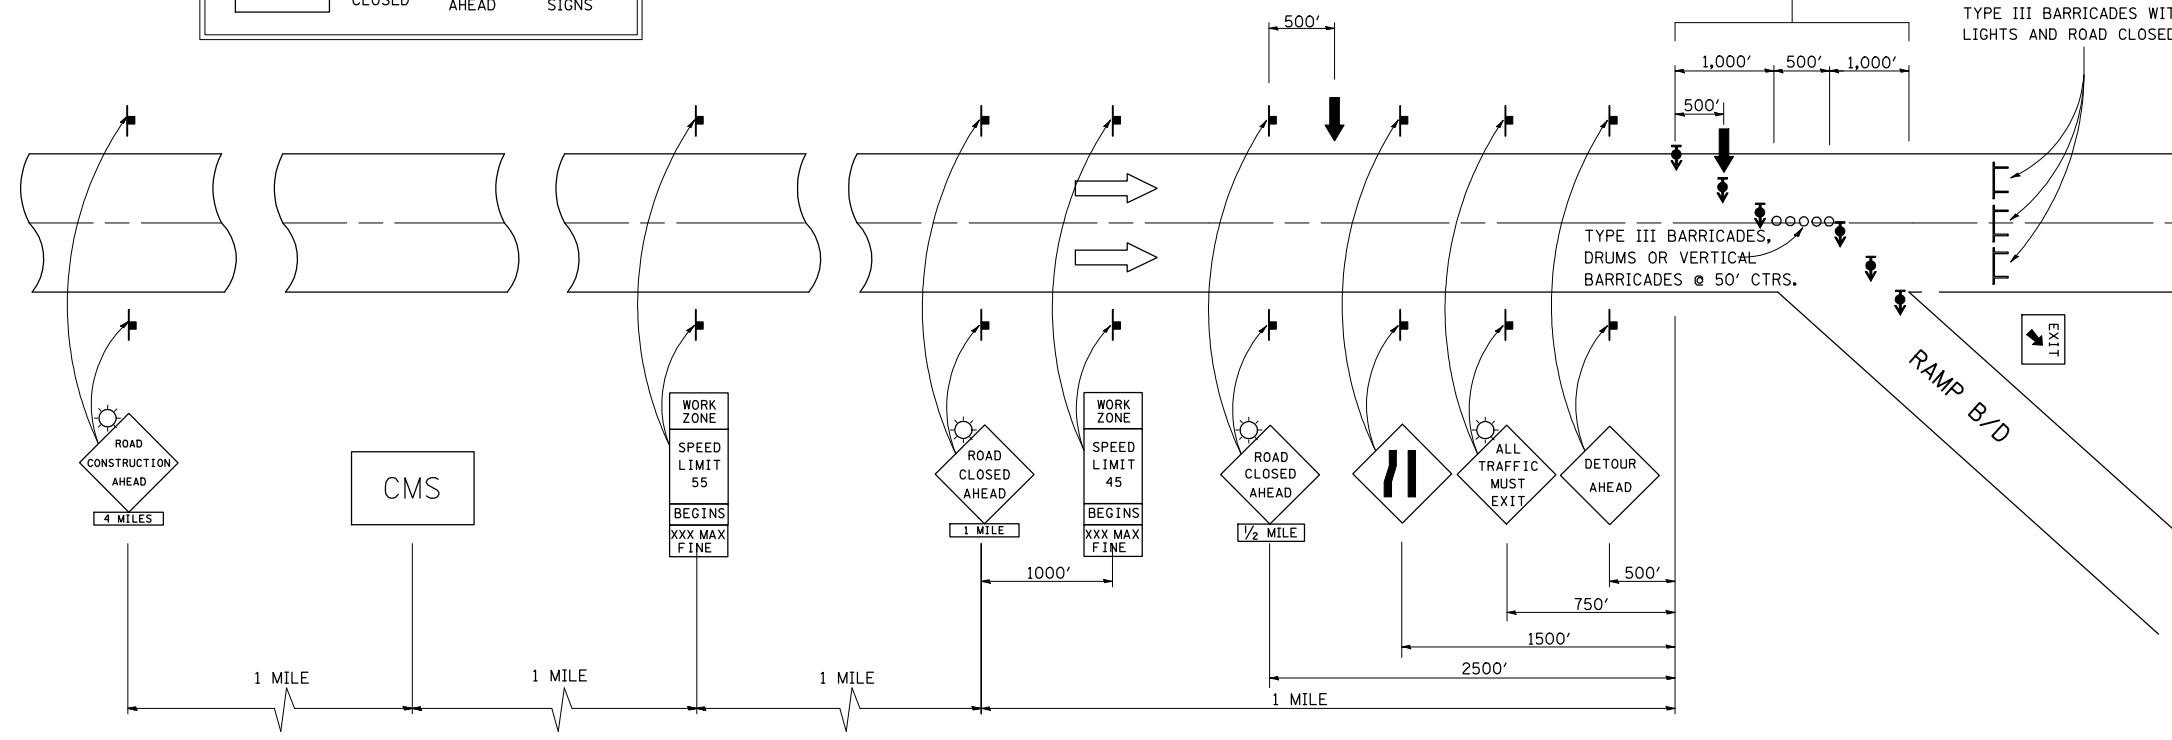 CLOSED
AHEAD
SIGNS
500'
TYPE III BARRICADES WIT
LIGHTS AND ROAD CLOSED
1,000'
500'
1,000'
500'
TYPE III BARRICADES,
DRUMS OR VERTICAL
BARRICADES @ 50' CTRS.
EXIT
RAMP B/D
ROAD
CONSTRUCTION
AHEAD
4 MILES
CMS
WORK
ZONE
SPEED
LIMIT
55
BEGINS
XXX MAX
FINE
ROAD
CLOSED
AHEAD
1 MILE
WORK
ZONE
SPEED
LIMIT
45
BEGINS
XXX MAX
FINE
ROAD
CLOSED
AHEAD
1/2 MILE
ALL
TRAFFIC
MUST
EXIT
DETOUR
AHEAD
1000'
500'
750'
1500'
2500'
1 MILE
1 MILE
1 MILE
1 MILE